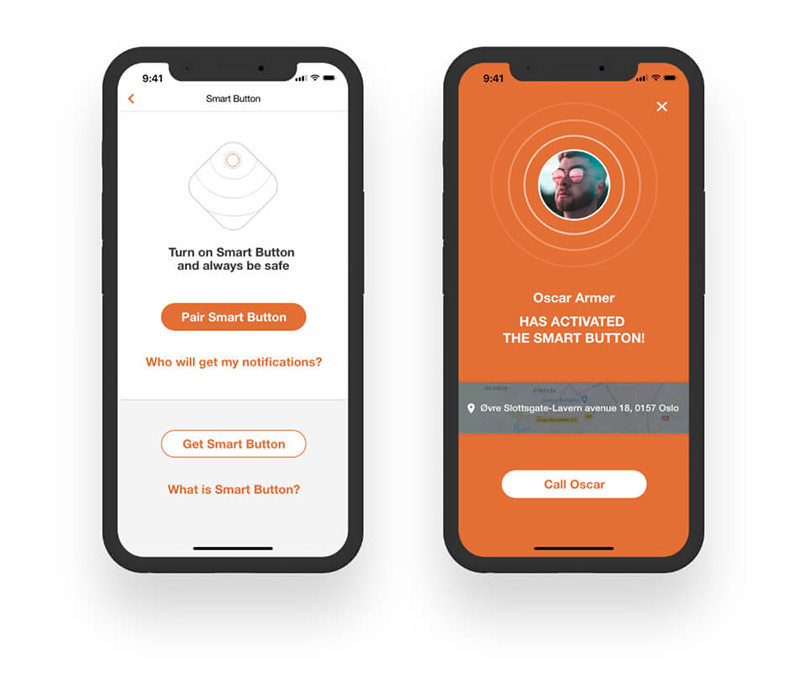 9:41
Smart Button
Turn on Smart Button
and always be safe
Pair Smart Button
Who will get my notifications?
Get Smart Button
What is Smart Button?
9:41
Oscar Armer
HAS ACTIVATED
THE SMART BUTTON!
Øvre Slottsgate-Lavern avenue 18, 0157 Oslo
Call Oscar